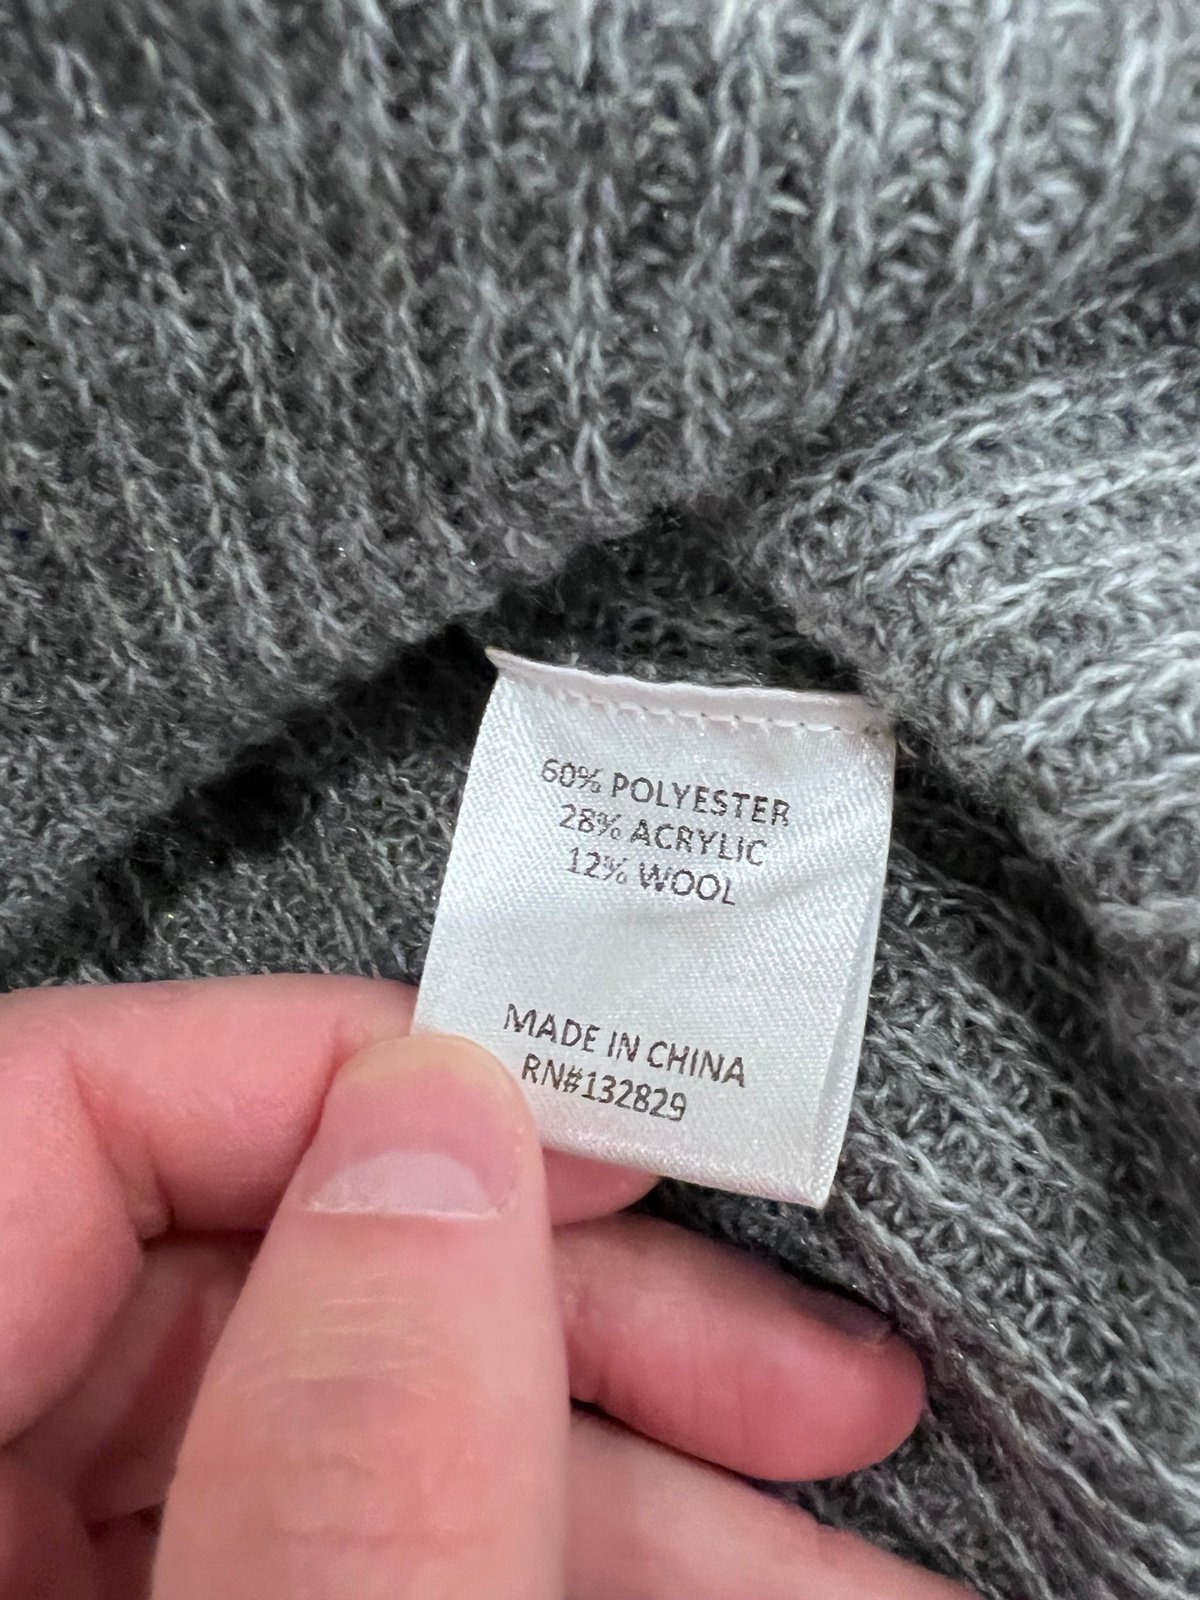 60% POLYESTER
28% ACRYLIC
12% WOOL
MADE IN CHINA
RN#132829